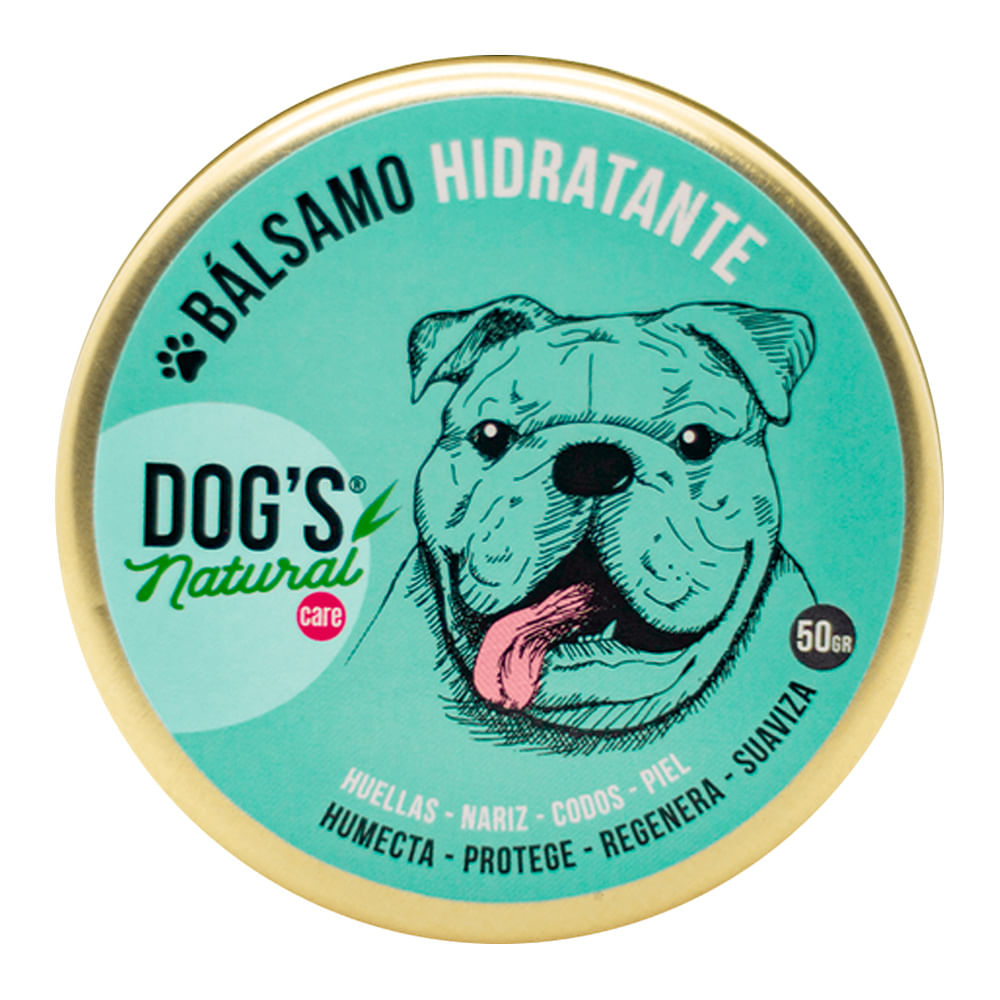 BÁLSAMO HIDRATANTE
DOG'S®
Natural
care
50GR
HUELLAS - NARIZ - CODOS - PIEL
HUMECTA - PROTEGE - REGENERA - SUAVIZA